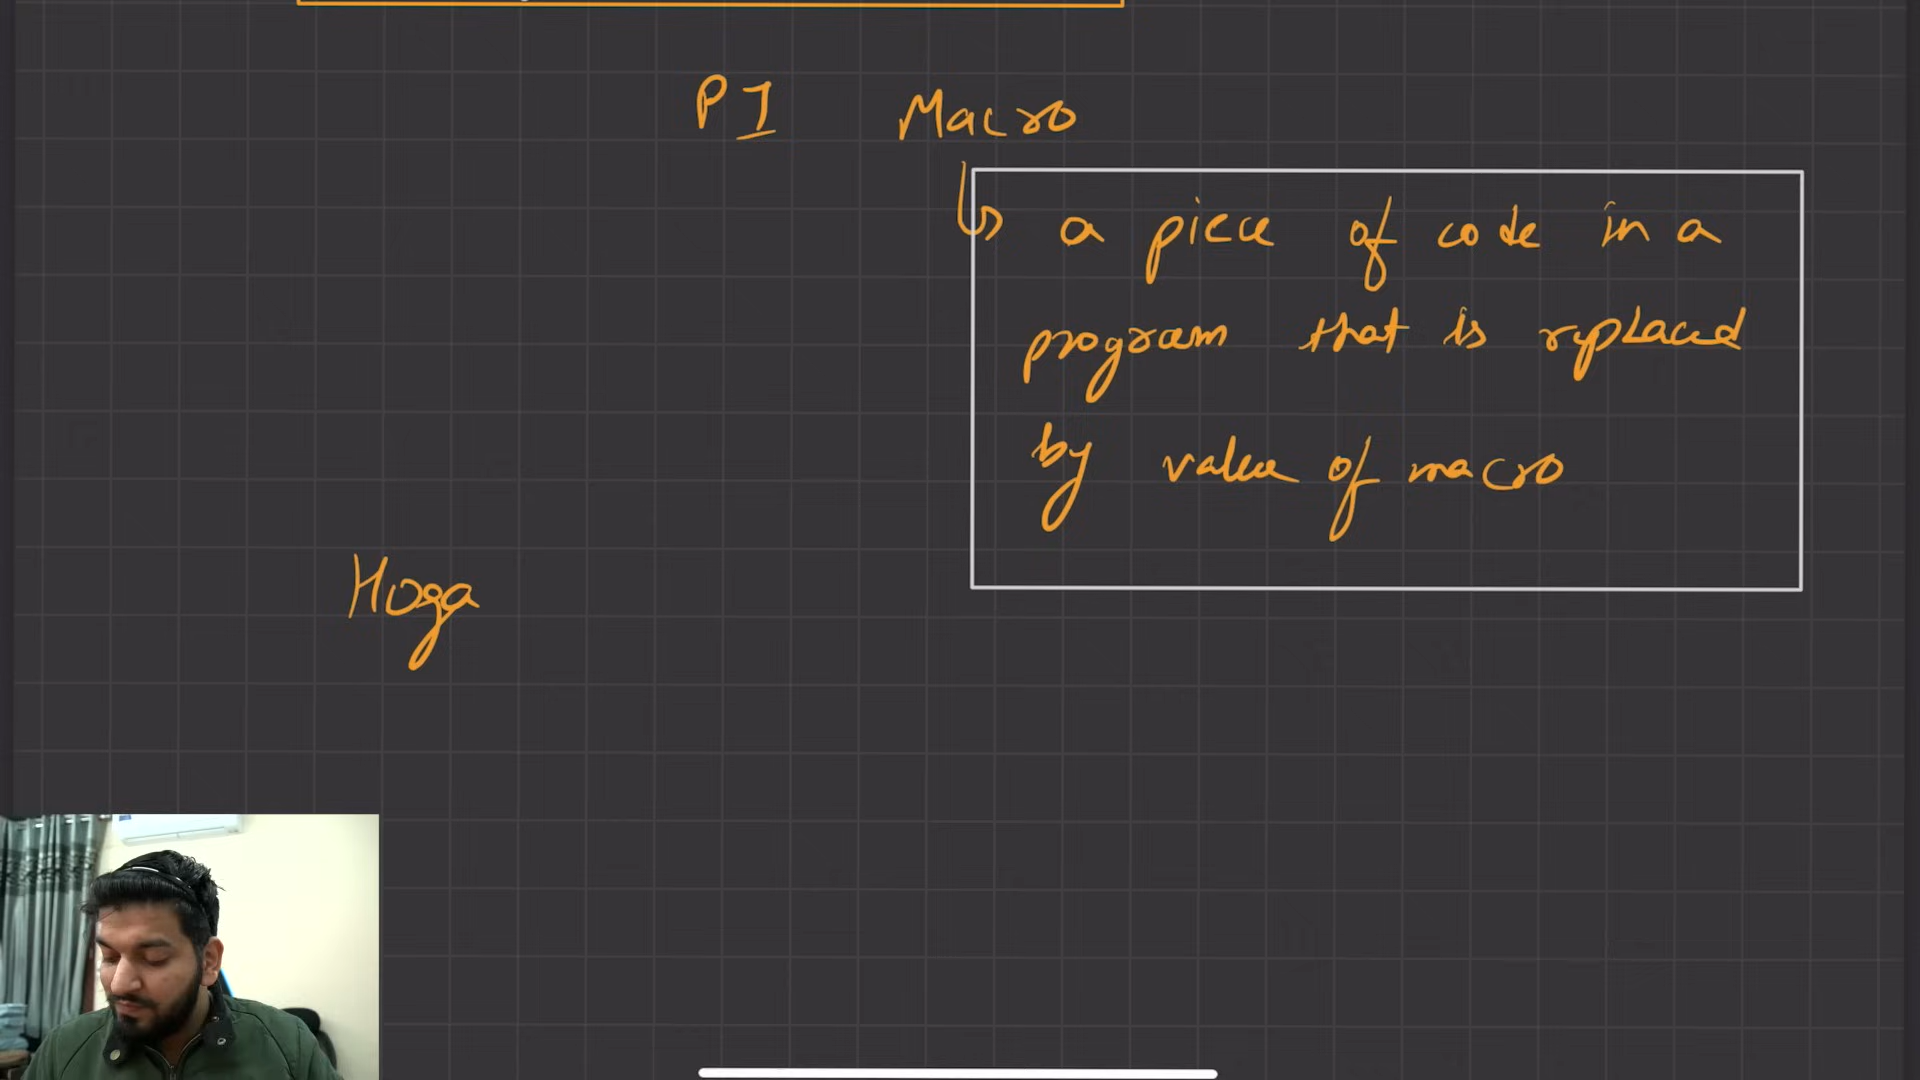 PI Macro
↳ a piece of code in a
program that is replaced
by value of macro
Hoga